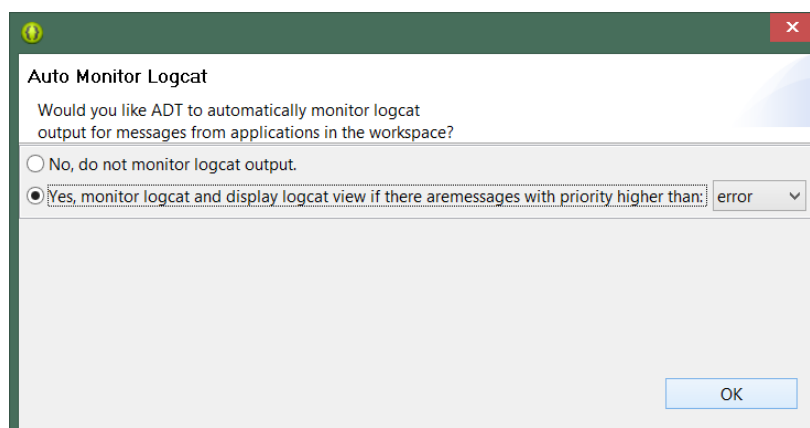 Auto Monitor Logcat
Would you like ADT to automatically monitor logcat
output for messages from applications in the workspace?
No, do not monitor logcat output.
Yes, monitor logcat and display logcat view if there aremessages with priority higher than: error
OK